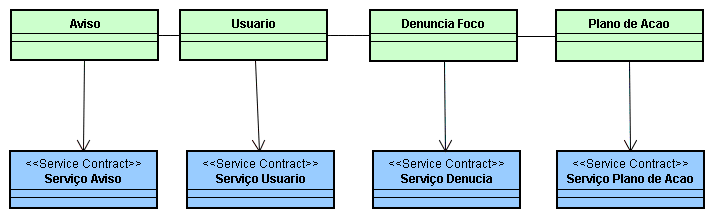 Aviso
Usuario
Denuncia Foco
Plano de Acao
<<Service Contract>>
Serviço Aviso
<<Service Contract>>
Serviço Usuario
<<Service Contract>>
Serviço Denucia
<<Service Contract>>
Serviço Plano de Acao